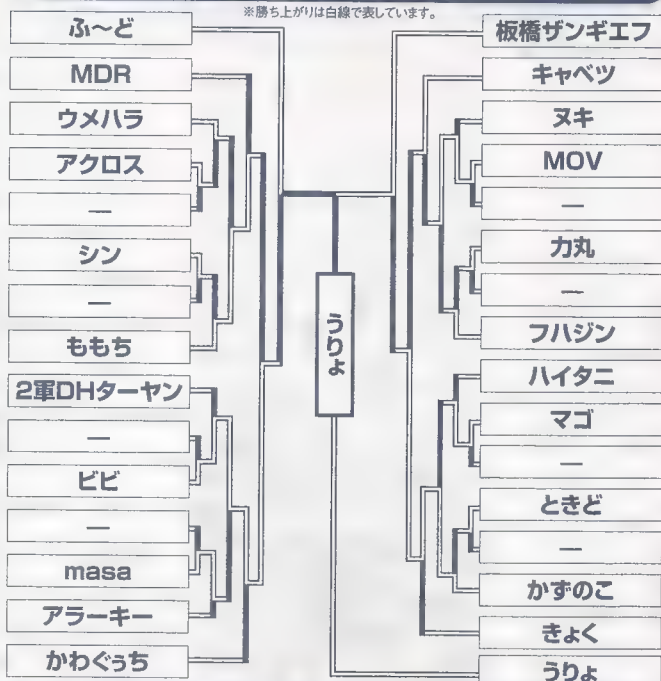 ※勝ち上がりは白線で表しています。
ふ～ど
MDR
ウメハラ
アクロス
―
シン
―
ももち
2軍DHターヤン
―
ビビ
―
masa
アラーキー
かわぐぅち
うりょ
板橋ザンギエフ
キャベツ
ヌキ
MOV
―
力丸
―
フハジン
ハイタニ
マゴ
―
ときど
―
かずのこ
きょく
うりょ